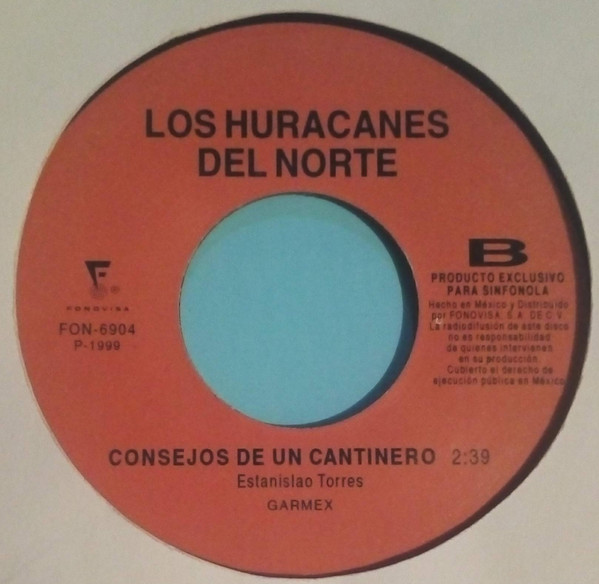 LOS HURACANES
DEL NORTE
FONOVISA
FON-6904
P-1999
B
PRODUCTO EXCLUSIVO
PARA SINFONOLA
Hecho en México y Distribuido
por FONOVISA, S.A. DE C.V.
La radiodifusión de este disco
no es responsabilidad
de quienes intervienen
en su producción.
Cubierto el derecho de
ejecución pública en México
CONSEJOS DE UN CANTINERO 2:39
Estanislao Torres
GARMEX